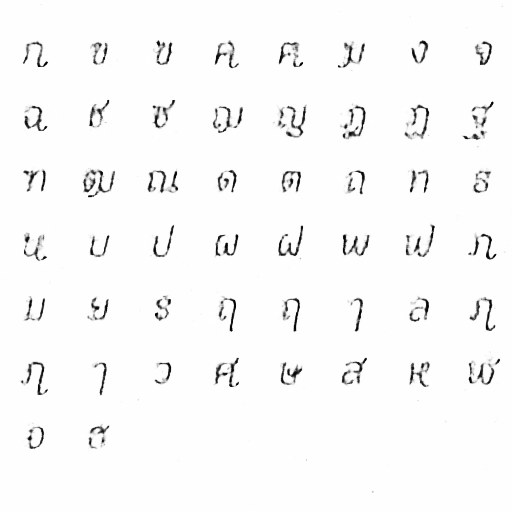 ก ข ฃ ค ฅ ฆ ง จ
ฉ ช ซ ฌ ญ ฎ ฏ ฐ
ฑ ฒ ณ ด ต ถ ท ธ
น บ ป ผ ฝ พ ฟ ภ
ม ย ร ฤ ฤ ๅ ล ฦ
ฦ ๅ ว ศ ษ ส ห ฬ
อ ฮ